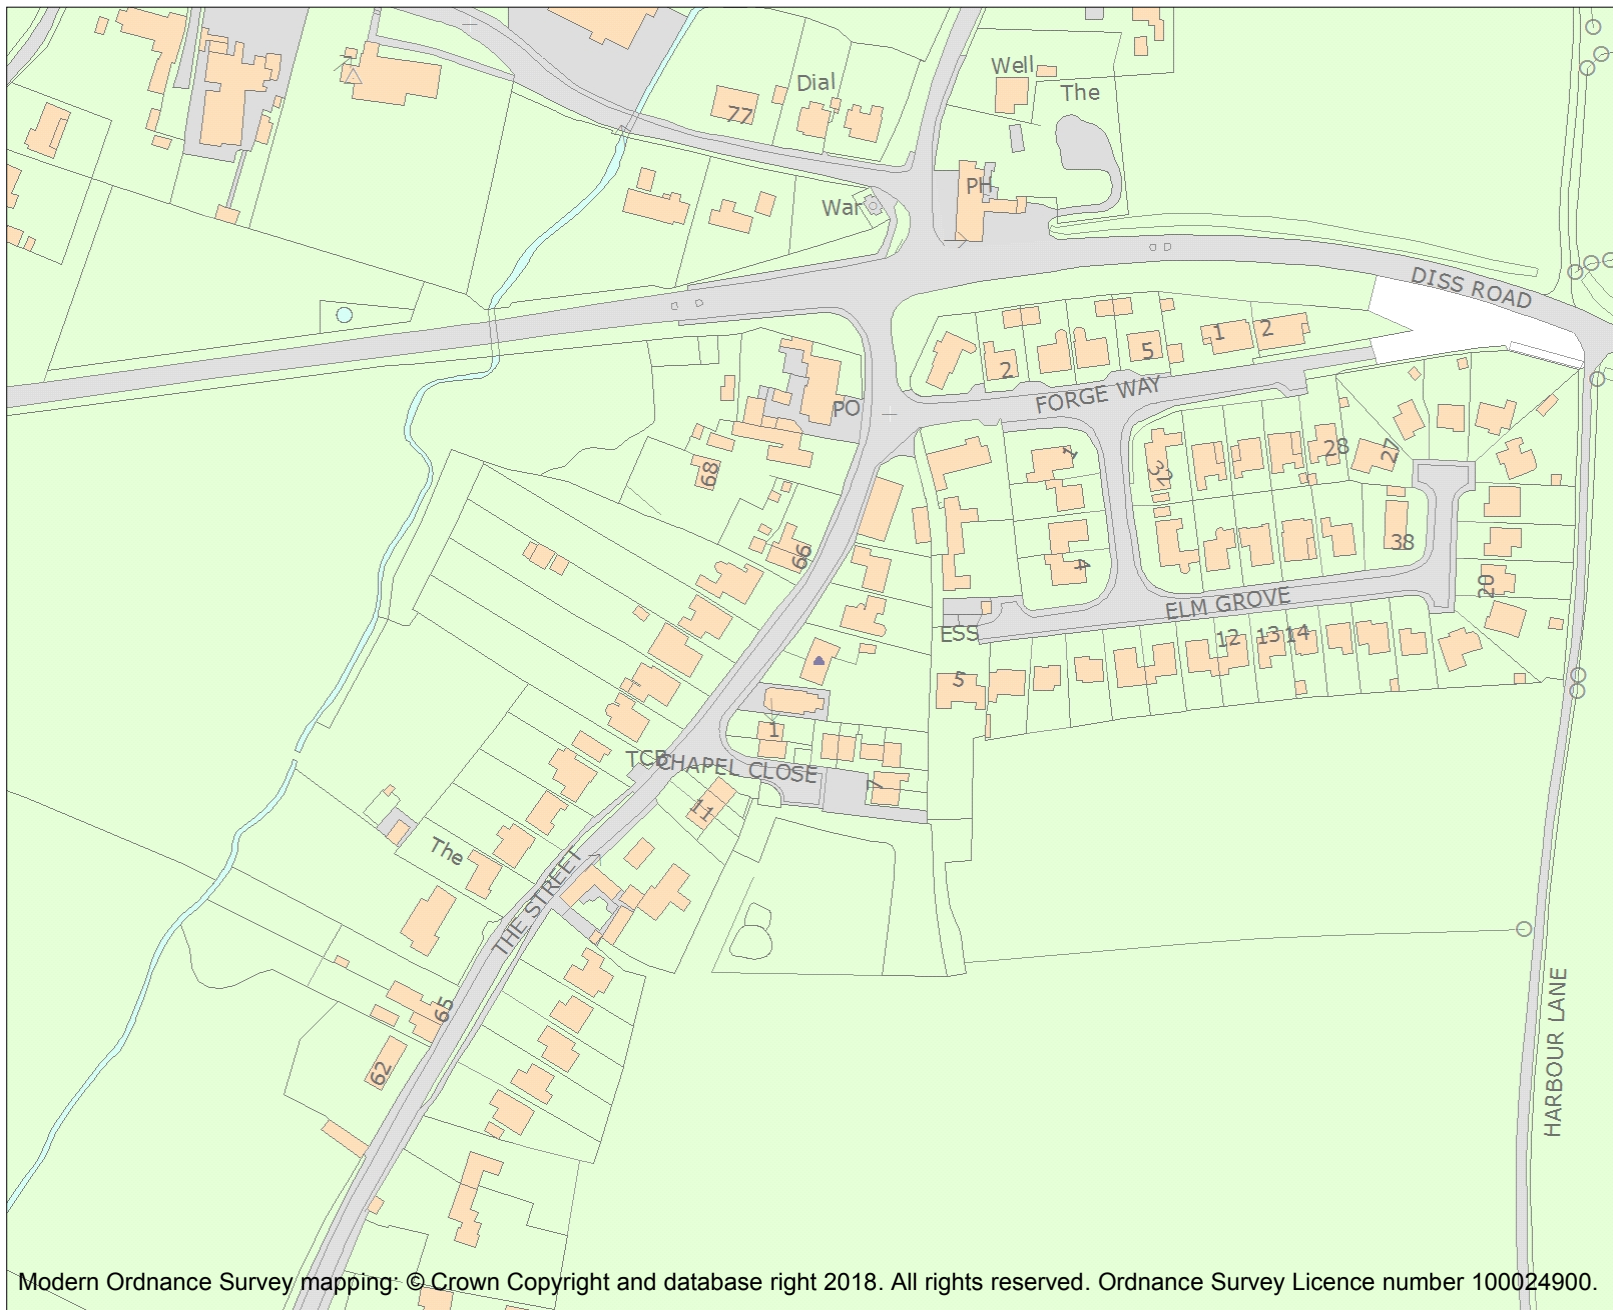 Well
Dial
The
77
PH
War
DISS ROAD
1 2
5
2
FORGE WAY
PO
1
28
27
32
68
66
38
4
20
ELM GROVE
ESS
12 13 14
5
1
TCB
CHAPEL CLOSE
7
11
The
THE STREET
65
62
HARBOUR LANE
Modern Ordnance Survey mapping: © Crown Copyright and database right 2018. All rights reserved. Ordnance Survey Licence number 100024900.